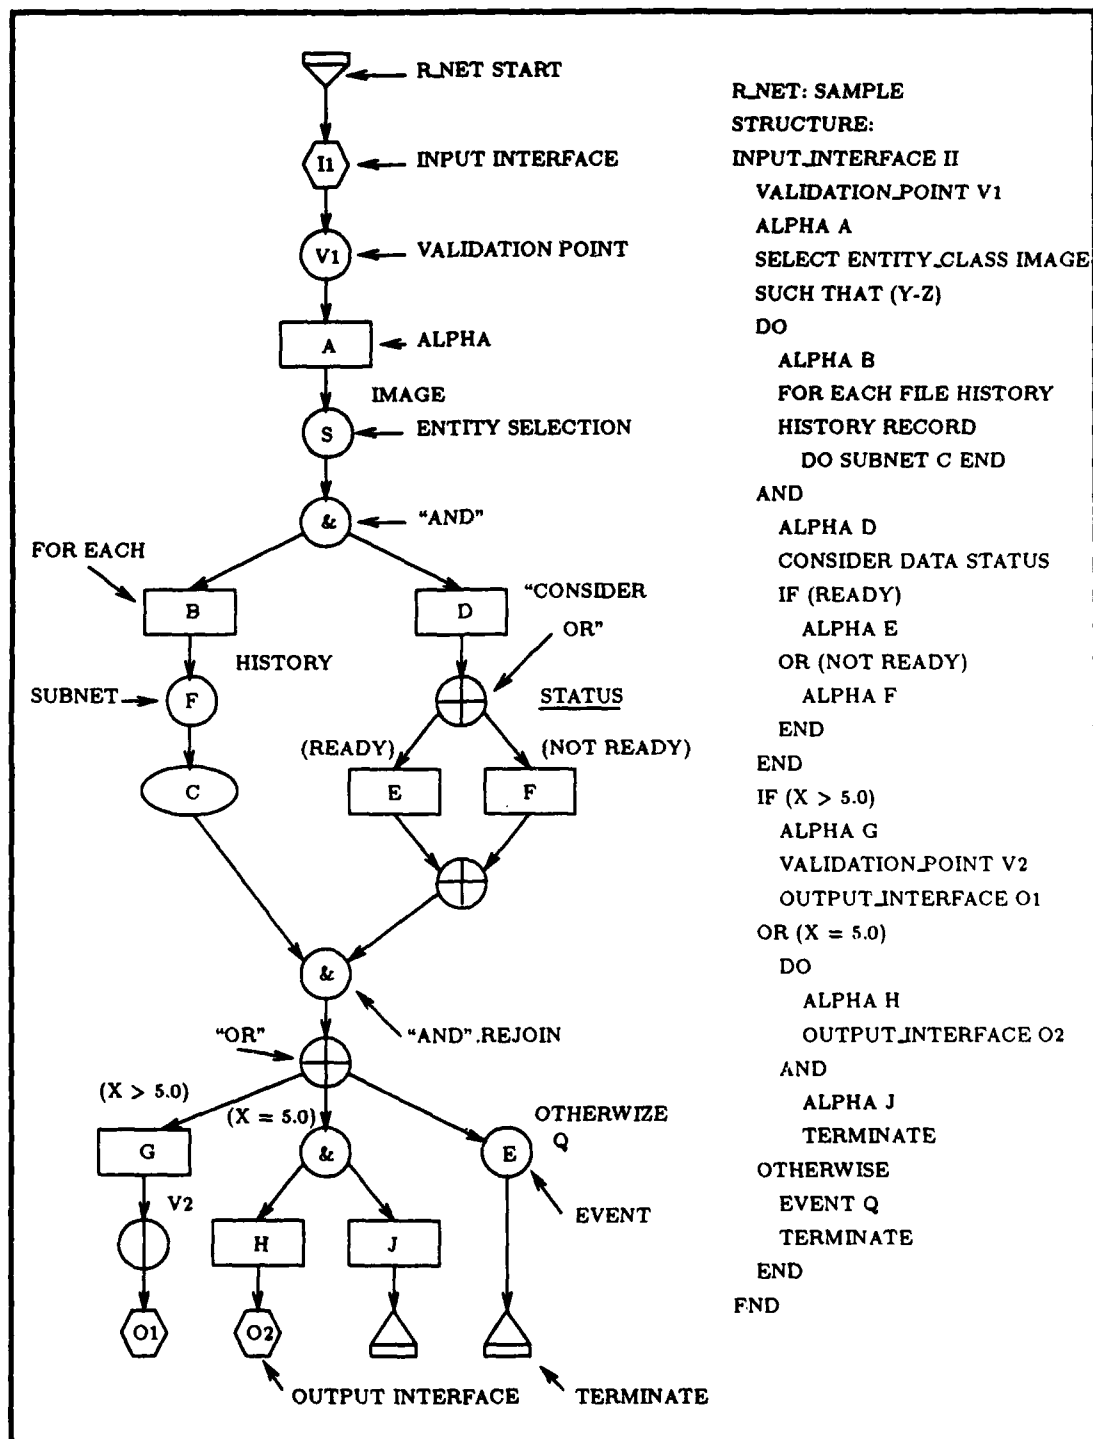 R_NET START
I1
INPUT INTERFACE
V1
VALIDATION POINT
A
ALPHA
IMAGE
S
ENTITY SELECTION
&
"AND"
FOR EACH
B
D
"CONSIDER
OR"
HISTORY
SUBNET
F
STATUS
(READY)
(NOT READY)
C
E
F
&
"AND".REJOIN
"OR"
(X > 5.0)
(X = 5.0)
OTHERWIZE
Q
G
&
E
EVENT
V2
H
J
O1
O2
OUTPUT INTERFACE
TERMINATE
R_NET: SAMPLE
STRUCTURE:
INPUT_INTERFACE II
VALIDATION_POINT V1
ALPHA A
SELECT ENTITY_CLASS IMAGE
SUCH THAT (Y-Z)
DO
ALPHA B
FOR EACH FILE HISTORY
HISTORY RECORD
DO SUBNET C END
AND
ALPHA D
CONSIDER DATA STATUS
IF (READY)
ALPHA E
OR (NOT READY)
ALPHA F
END
END
IF (X > 5.0)
ALPHA G
VALIDATION_POINT V2
OUTPUT_INTERFACE O1
OR (X = 5.0)
DO
ALPHA H
OUTPUT_INTERFACE O2
AND
ALPHA J
TERMINATE
OTHERWISE
EVENT Q
TERMINATE
END
END